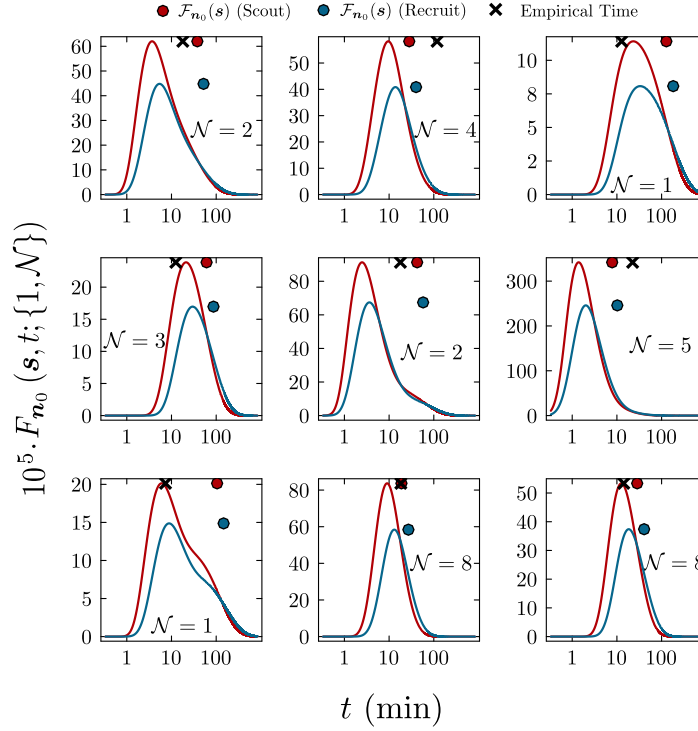 𝓕ₙ₀(s) (Scout) 𝓕ₙ₀(s) (Recruit) Empirical Time
60
50
40
30
20
10
0
1 10 100
𝒩 = 2
50
40
30
20
10
0
1 10 100
𝒩 = 4
10
8
5
2
0
1 10 100
𝒩 = 1
20
15
10
5
0
1 10 100
𝒩 = 3
80
60
40
20
0
1 10 100
𝒩 = 2
300
200
100
0
1 10 100
𝒩 = 5
20
15
10
5
0
1 10 100
𝒩 = 1
80
60
40
20
0
1 10 100
𝒩 = 8
50
40
30
20
10
0
1 10 100
𝒩 = 8
10⁵·Fₙ₀(s, t; {1, 𝒩})
t (min)